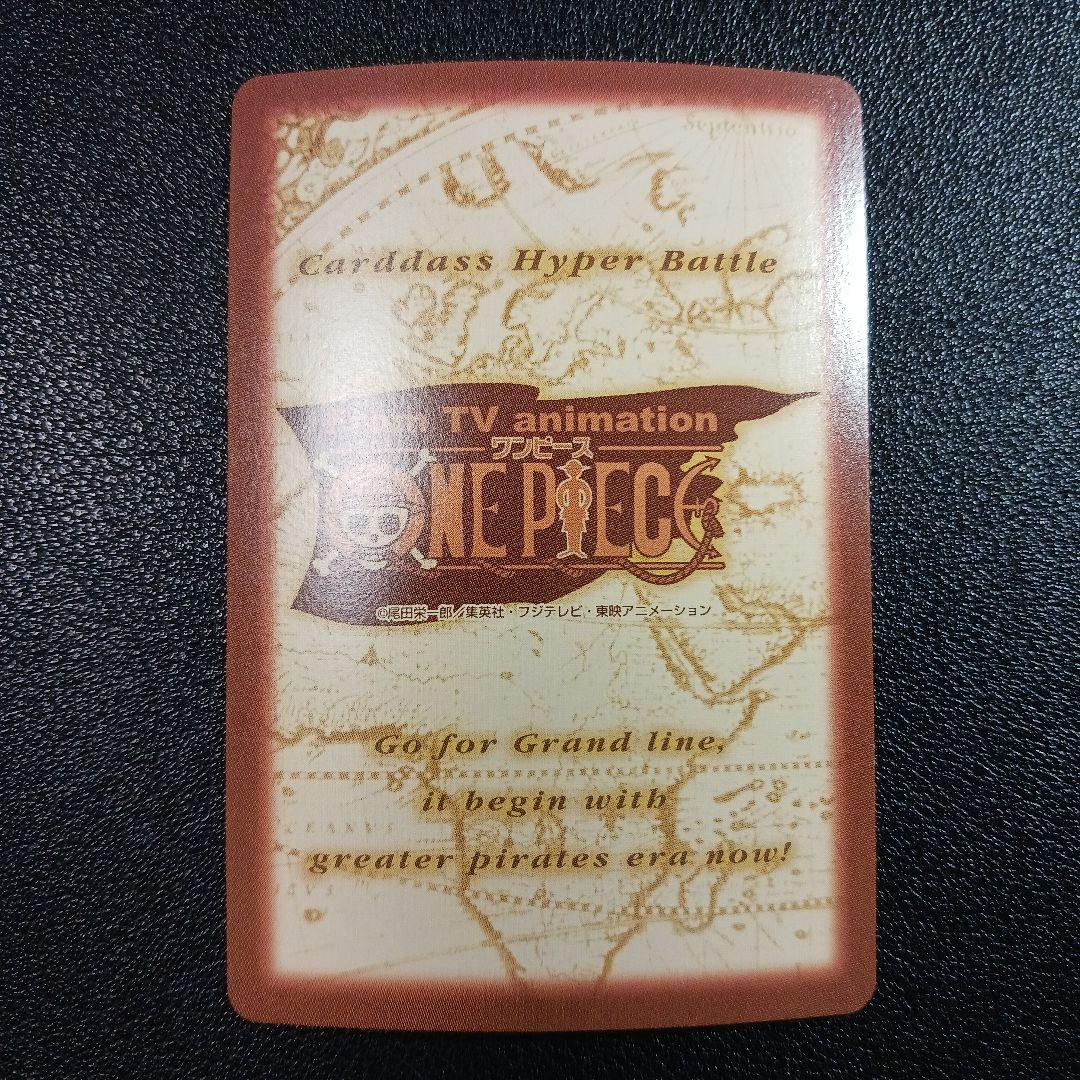 Septentrio
Carddass Hyper Battle
from TV animation
ワンピース
ONE PIECE
©尾田栄一郎／集英社・フジテレビ・東映アニメーション
Go for Grand line,
it begin with
greater pirates era now!